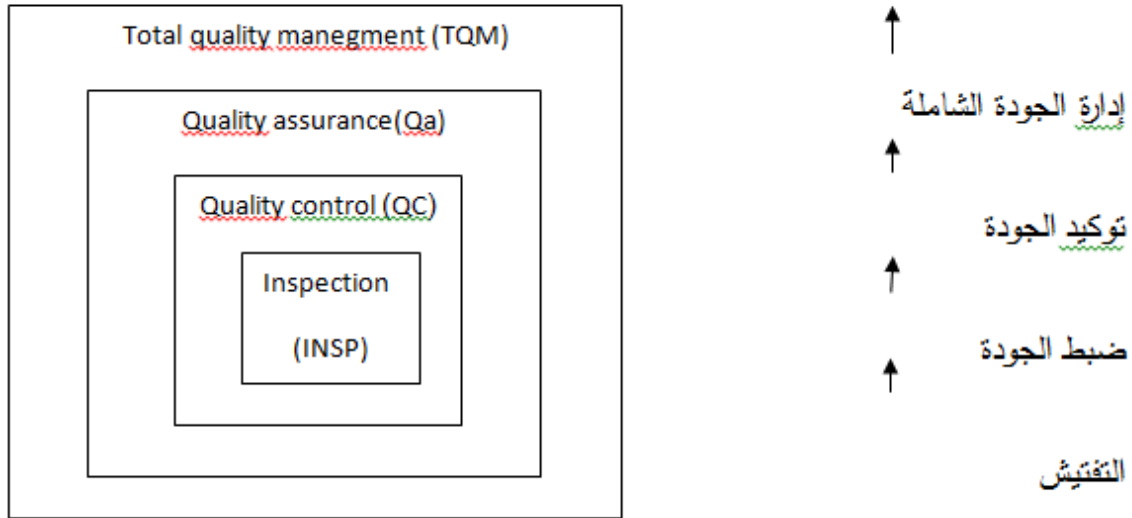 Total quality manegment (TQM)
Quality assurance(Qa)
Quality control (QC)
Inspection
(INSP)
إدارة الجودة الشاملة
توكيد الجودة
ضبط الجودة
التفتيش